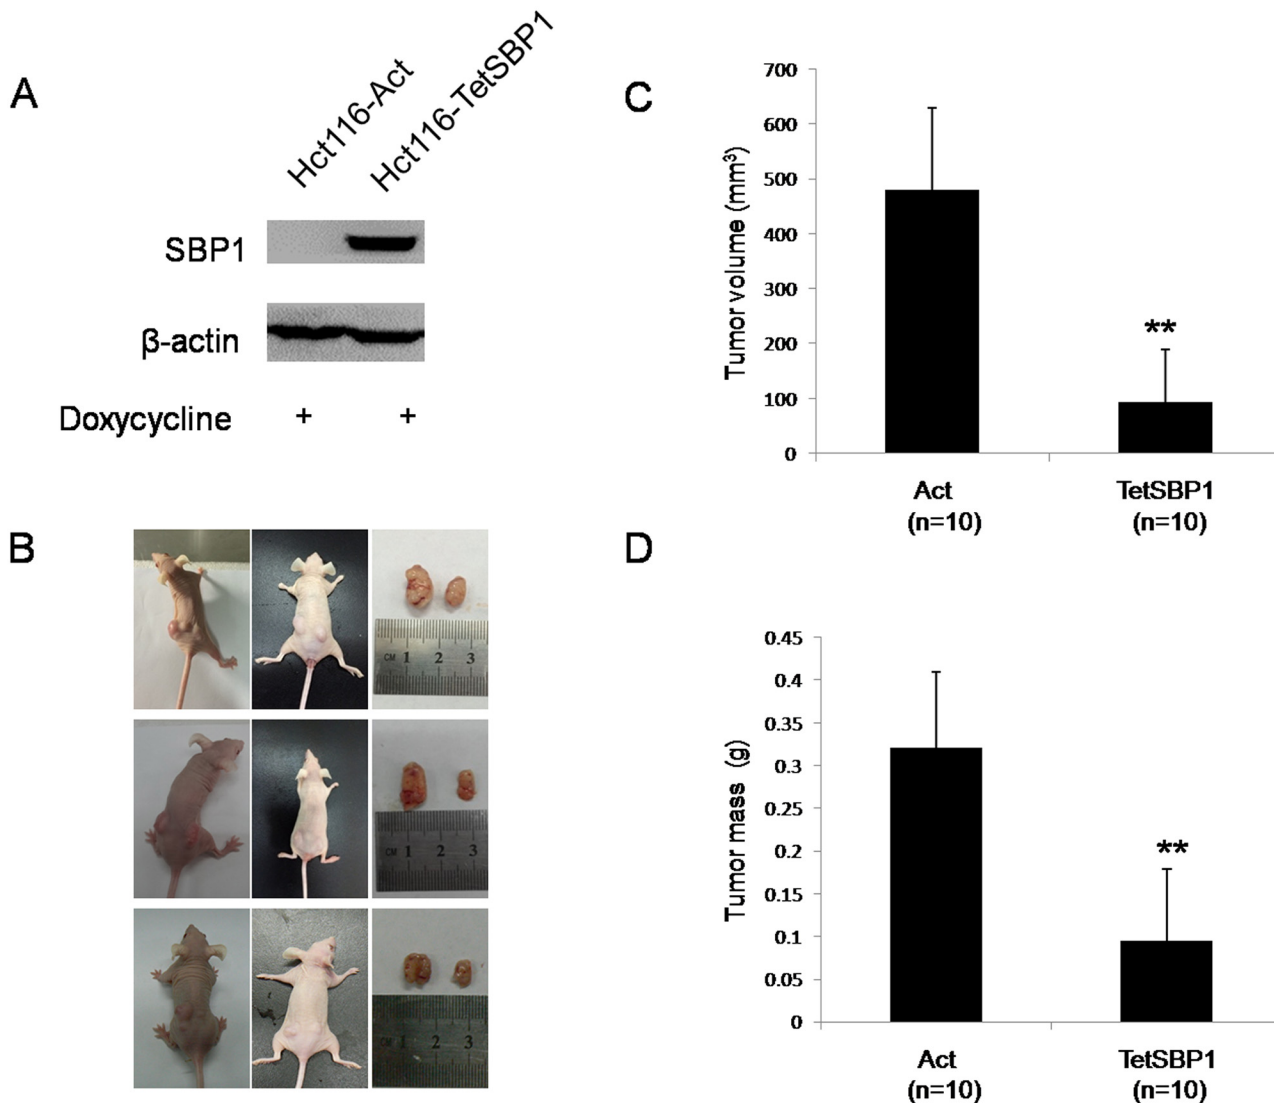 A
Hct116-Act
Hct116-TetSBP1
SBP1
β-actin
Doxycycline + +
B
CM 1 2 3
CM 1 2 3
1 2 3
C
Tumor volume (mm³)
700
600
500
400
300
200
100
0
**
Act TetSBP1
(n=10) (n=10)
D
Tumor mass (g)
0.45
0.4
0.35
0.3
0.25
0.2
0.15
0.1
0.05
0
**
Act TetSBP1
(n=10) (n=10)